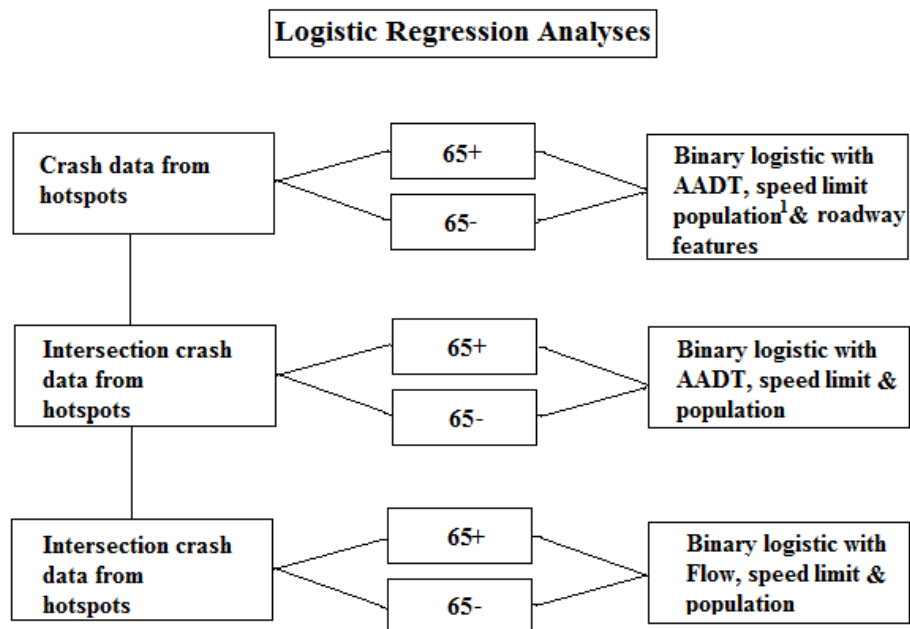 Logistic Regression Analyses
Crash data from
hotspots
65+
65-
Binary logistic with
AADT, speed limit
population¹ & roadway
features
Intersection crash
data from
hotspots
65+
65-
Binary logistic with
AADT, speed limit &
population
Intersection crash
data from
hotspots
65+
65-
Binary logistic with
Flow, speed limit &
population